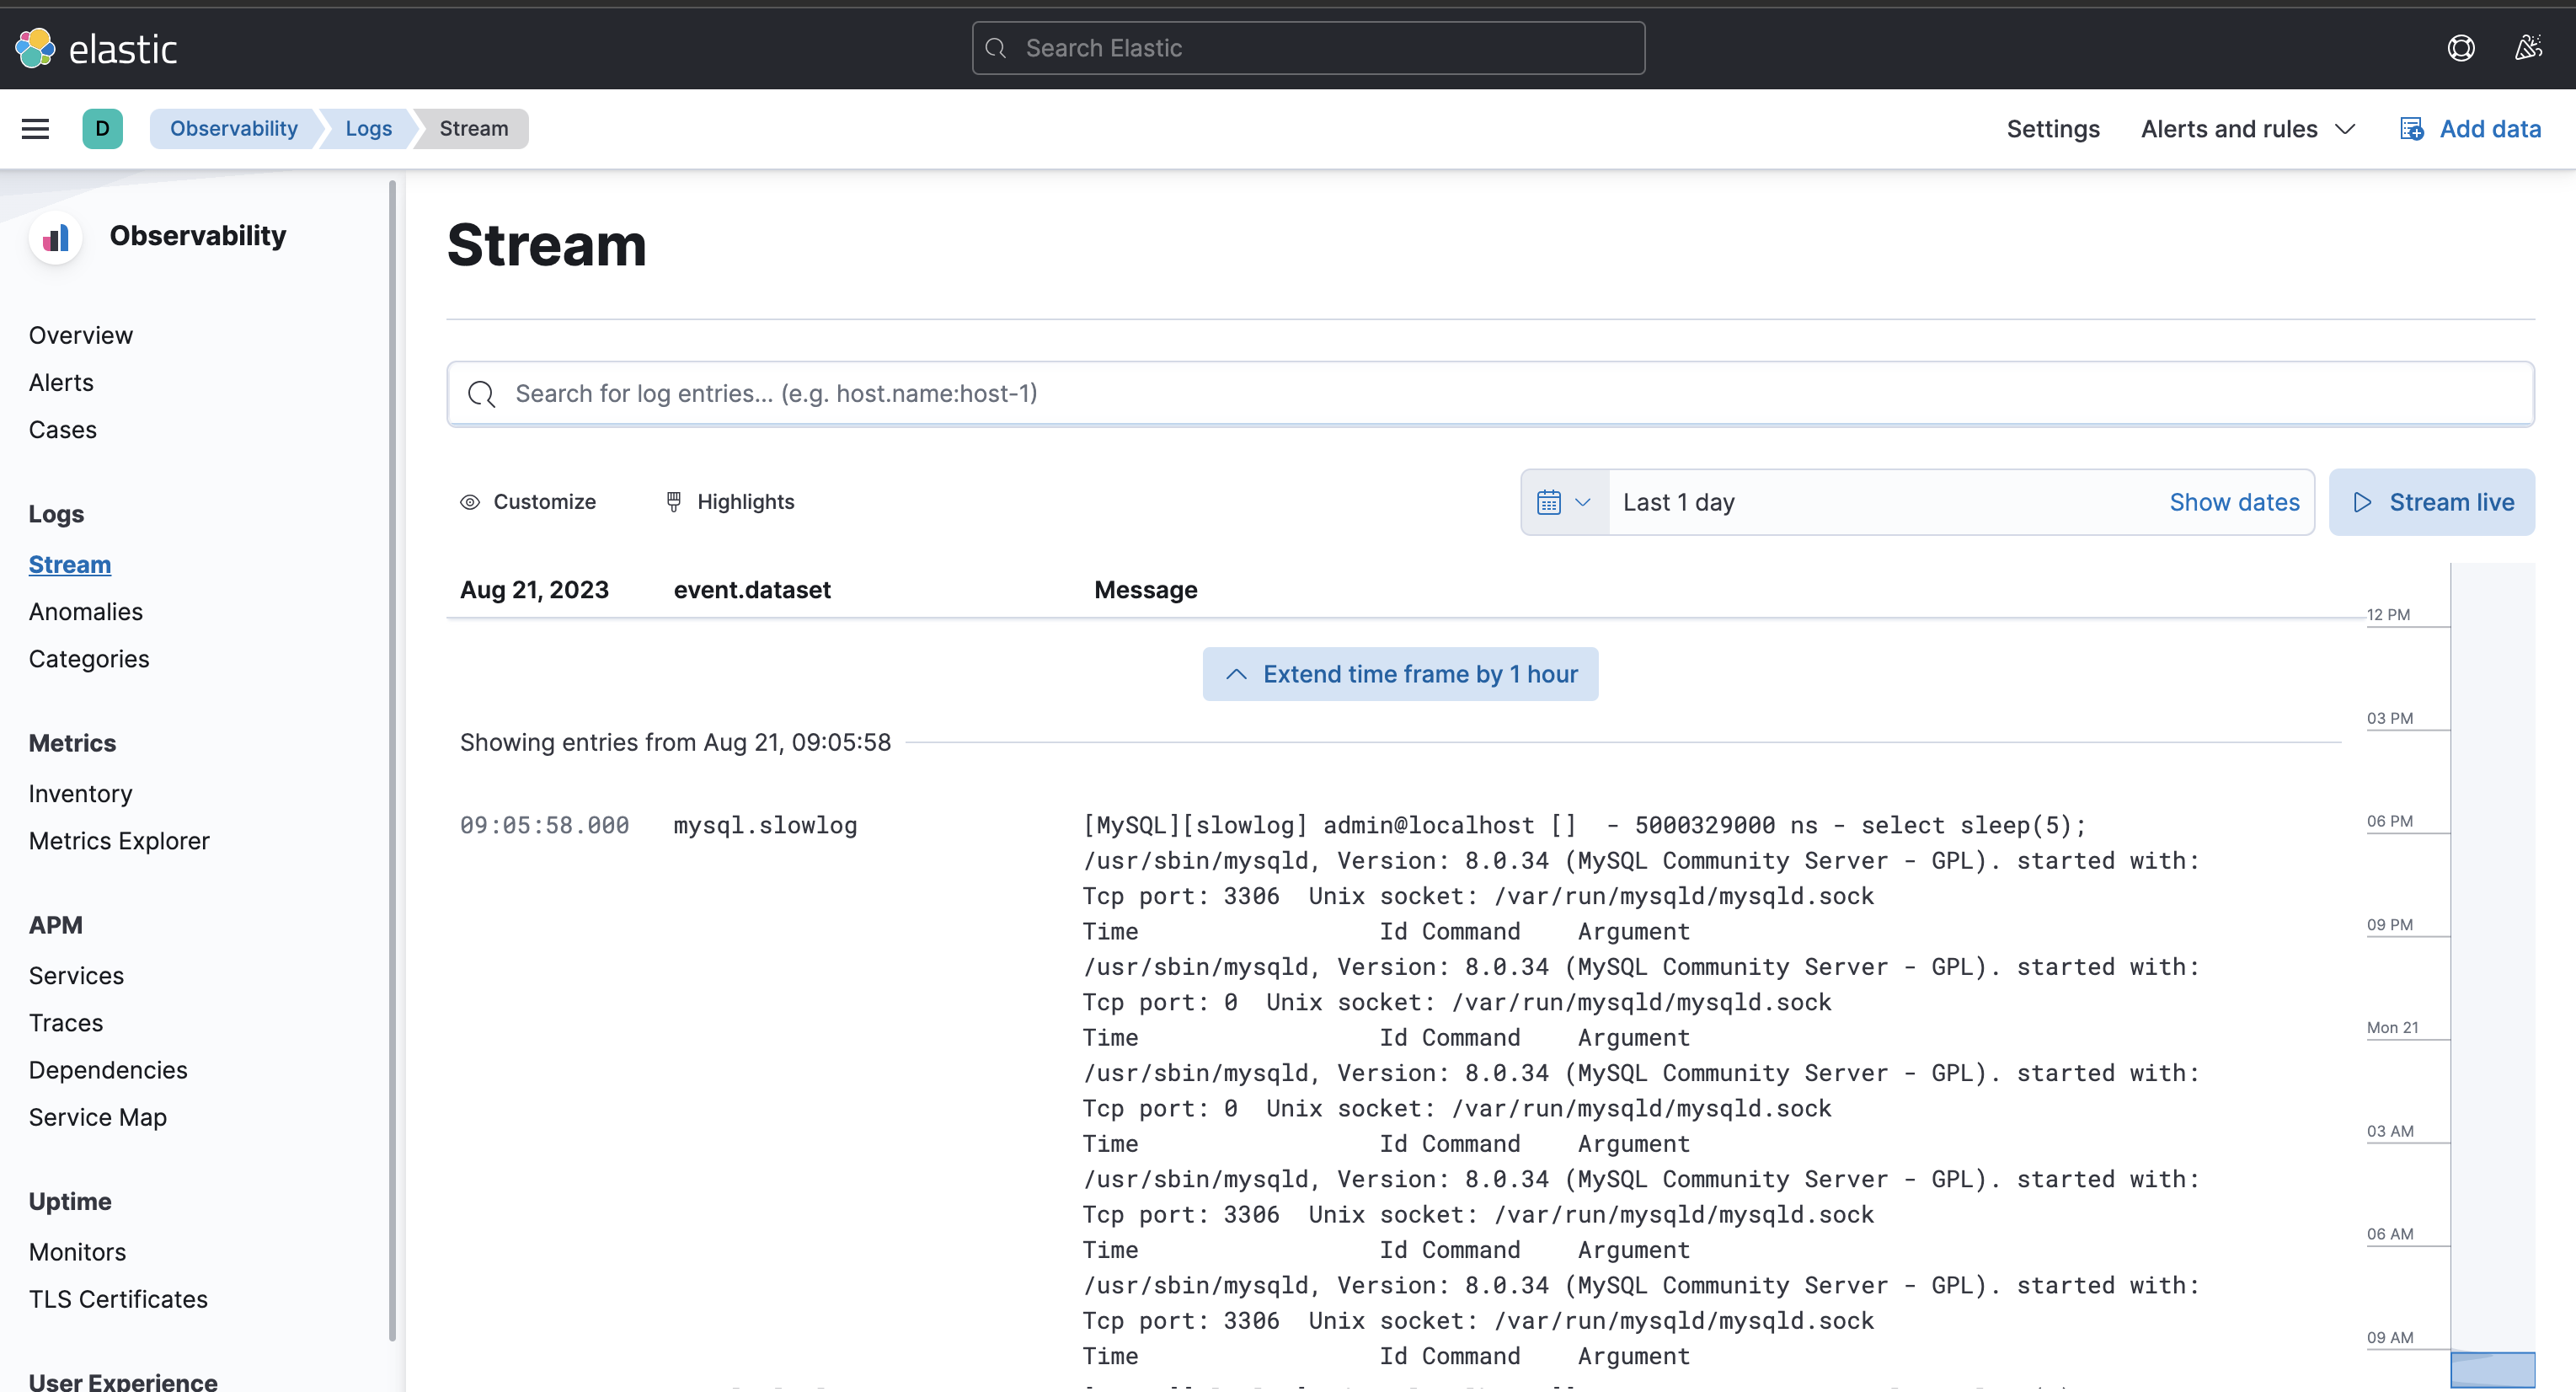 elastic
Search Elastic
D
Observability
Logs
Stream
Settings
Alerts and rules
Add data
Observability
Overview
Alerts
Cases
Logs
Stream
Anomalies
Categories
Metrics
Inventory
Metrics Explorer
APM
Services
Traces
Dependencies
Service Map
Uptime
Monitors
TLS Certificates
User Experience
Stream
Search for log entries... (e.g. host.name:host-1)
Customize
Highlights
Last 1 day
Show dates
Stream live
Aug 21, 2023 event.dataset Message
Extend time frame by 1 hour
Showing entries from Aug 21, 09:05:58
09:05:58.000 mysql.slowlog [MySQL][slowlog] admin@localhost []  - 5000329000 ns - select sleep(5);
/usr/sbin/mysqld, Version: 8.0.34 (MySQL Community Server - GPL). started with:
Tcp port: 3306  Unix socket: /var/run/mysqld/mysqld.sock
Time                 Id Command    Argument
/usr/sbin/mysqld, Version: 8.0.34 (MySQL Community Server - GPL). started with:
Tcp port: 0  Unix socket: /var/run/mysqld/mysqld.sock
Time                 Id Command    Argument
/usr/sbin/mysqld, Version: 8.0.34 (MySQL Community Server - GPL). started with:
Tcp port: 0  Unix socket: /var/run/mysqld/mysqld.sock
Time                 Id Command    Argument
/usr/sbin/mysqld, Version: 8.0.34 (MySQL Community Server - GPL). started with:
Tcp port: 3306  Unix socket: /var/run/mysqld/mysqld.sock
Time                 Id Command    Argument
/usr/sbin/mysqld, Version: 8.0.34 (MySQL Community Server - GPL). started with:
Tcp port: 3306  Unix socket: /var/run/mysqld/mysqld.sock
Time                 Id Command    Argument
12 PM
03 PM
06 PM
09 PM
Mon 21
03 AM
06 AM
09 AM